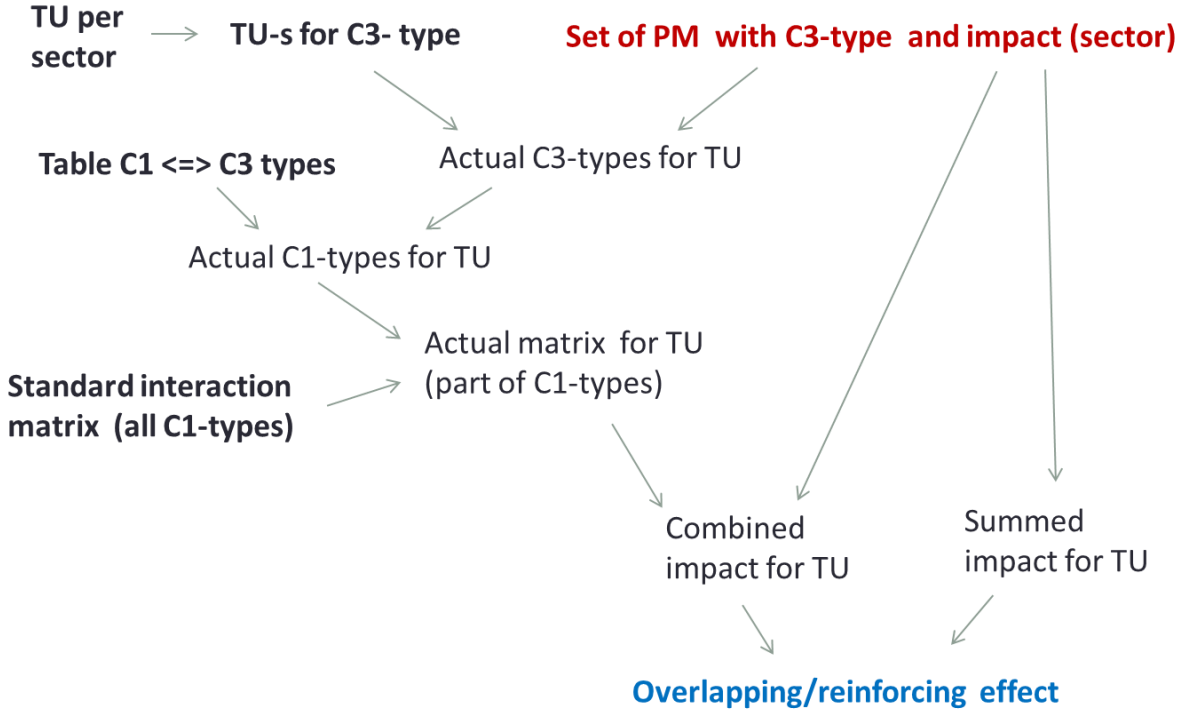 TU per
sector
TU-s for C3- type
Set of PM with C3-type and impact (sector)
Table C1 <=> C3 types
Actual C3-types for TU
Actual C1-types for TU
Actual matrix for TU
(part of C1-types)
Standard interaction
matrix (all C1-types)
Combined
impact for TU
Summed
impact for TU
Overlapping/reinforcing effect